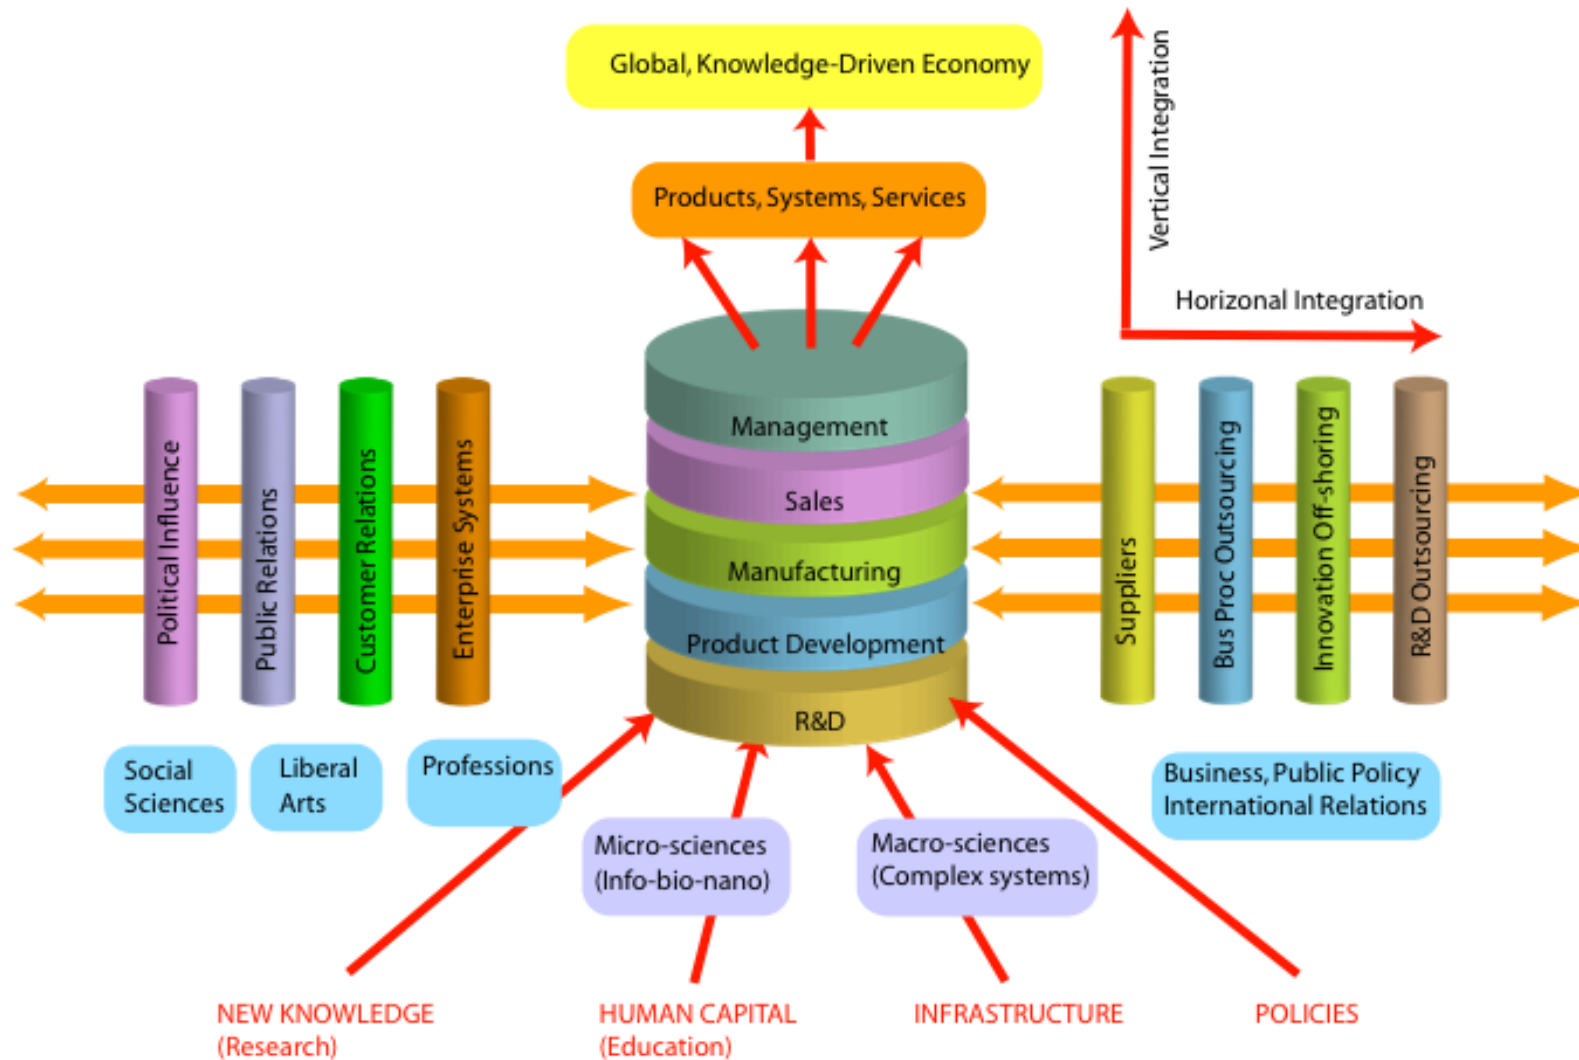 Global, Knowledge-Driven Economy
Products, Systems, Services
Vertical Integration
Horizonal Integration
Management
Sales
Manufacturing
Product Development
R&D
Political Influence
Public Relations
Customer Relations
Enterprise Systems
Suppliers
Bus Proc Outsourcing
Innovation Off-shoring
R&D Outsourcing
Social
Sciences
Liberal
Arts
Professions
Business, Public Policy
International Relations
Micro-sciences
(Info-bio-nano)
Macro-sciences
(Complex systems)
NEW KNOWLEDGE
(Research)
HUMAN CAPITAL
(Education)
INFRASTRUCTURE
POLICIES